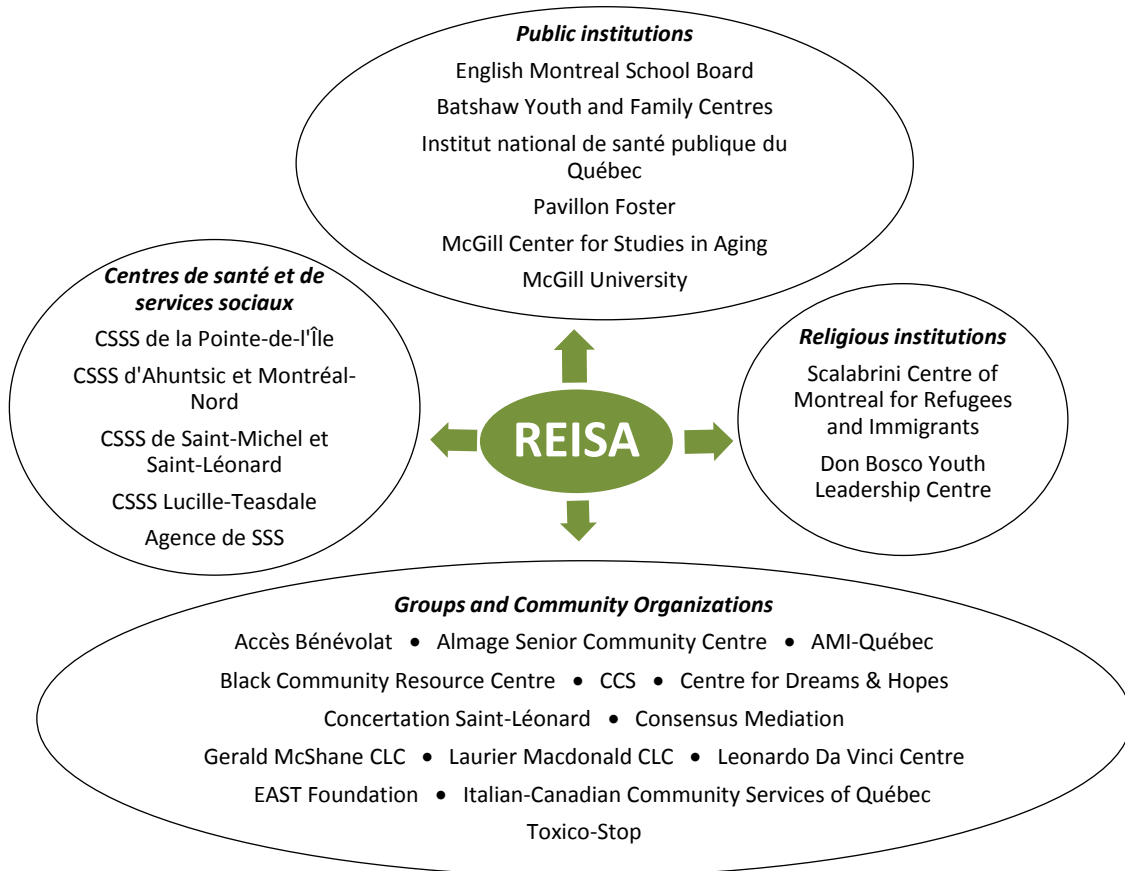 Public institutions
English Montreal School Board
Batshaw Youth and Family Centres
Institut national de santé publique du
Québec
Pavillon Foster
McGill Center for Studies in Aging
McGill University
Centres de santé et de
services sociaux
CSSS de la Pointe-de-l'Île
CSSS d'Ahuntsic et Montréal-
Nord
CSSS de Saint-Michel et
Saint-Léonard
CSSS Lucille-Teasdale
Agence de SSS
REISA
Religious institutions
Scalabrini Centre of
Montreal for Refugees
and Immigrants
Don Bosco Youth
Leadership Centre
Groups and Community Organizations
Accès Bénévolat • Almage Senior Community Centre • AMI-Québec
Black Community Resource Centre • CCS • Centre for Dreams & Hopes
Concertation Saint-Léonard • Consensus Mediation
Gerald McShane CLC • Laurier Macdonald CLC • Leonardo Da Vinci Centre
EAST Foundation • Italian-Canadian Community Services of Québec
Toxico-Stop